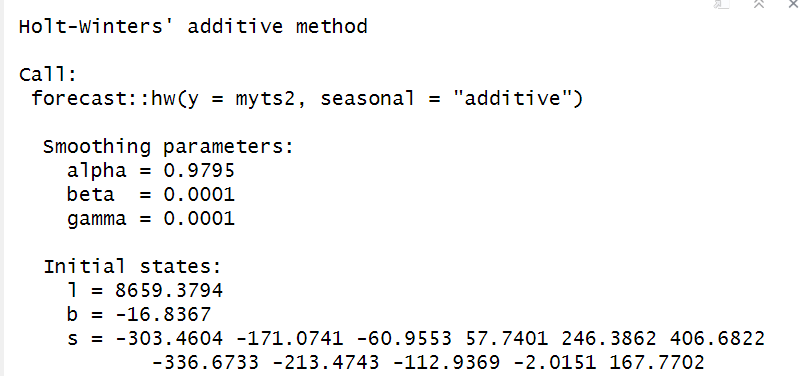 Holt-Winters' additive method
Call:
forecast::hw(y = myts2, seasonal = "additive")
Smoothing parameters:
alpha = 0.9795
beta  = 0.0001
gamma = 0.0001
Initial states:
l = 8659.3794
b = -16.8367
s = -303.4604 -171.0741 -60.9553 57.7401 246.3862 406.6822
-336.6733 -213.4743 -112.9369 -2.0151 167.7702